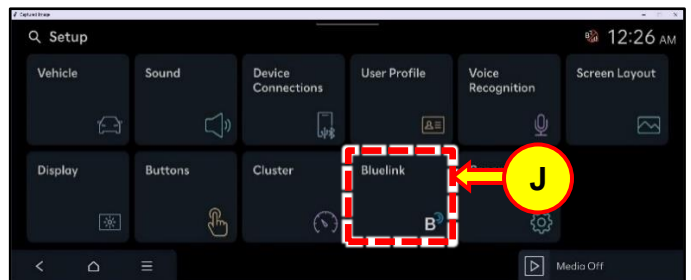 Captured Image
Setup
12:26 AM
Vehicle
Sound
Device
Connections
User Profile
Voice
Recognition
Screen Layout
Display
Buttons
Cluster
Bluelink
B
J
Media Off